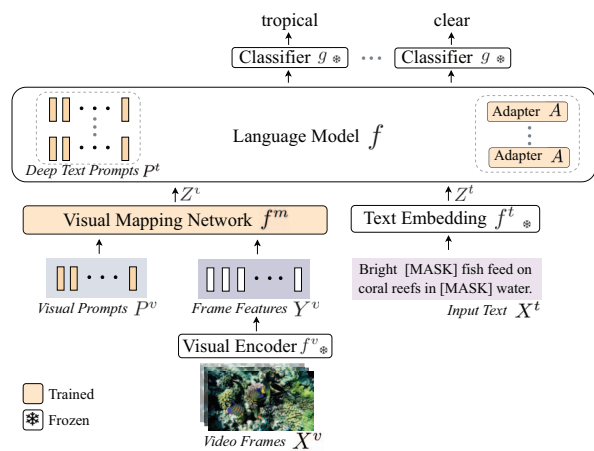 tropical clear
Classifier g ❄ · · · Classifier g ❄
Deep Text Prompts P^t
Language Model f
Adapter A
Adapter A
Z^v Z^t
Visual Mapping Network f^m
Text Embedding f^t ❄
Visual Prompts P^v
Frame Features Y^v
Bright [MASK] fish feed on
coral reefs in [MASK] water.
Input Text X^t
Visual Encoder f^v ❄
Video Frames X^v
Trained
Frozen